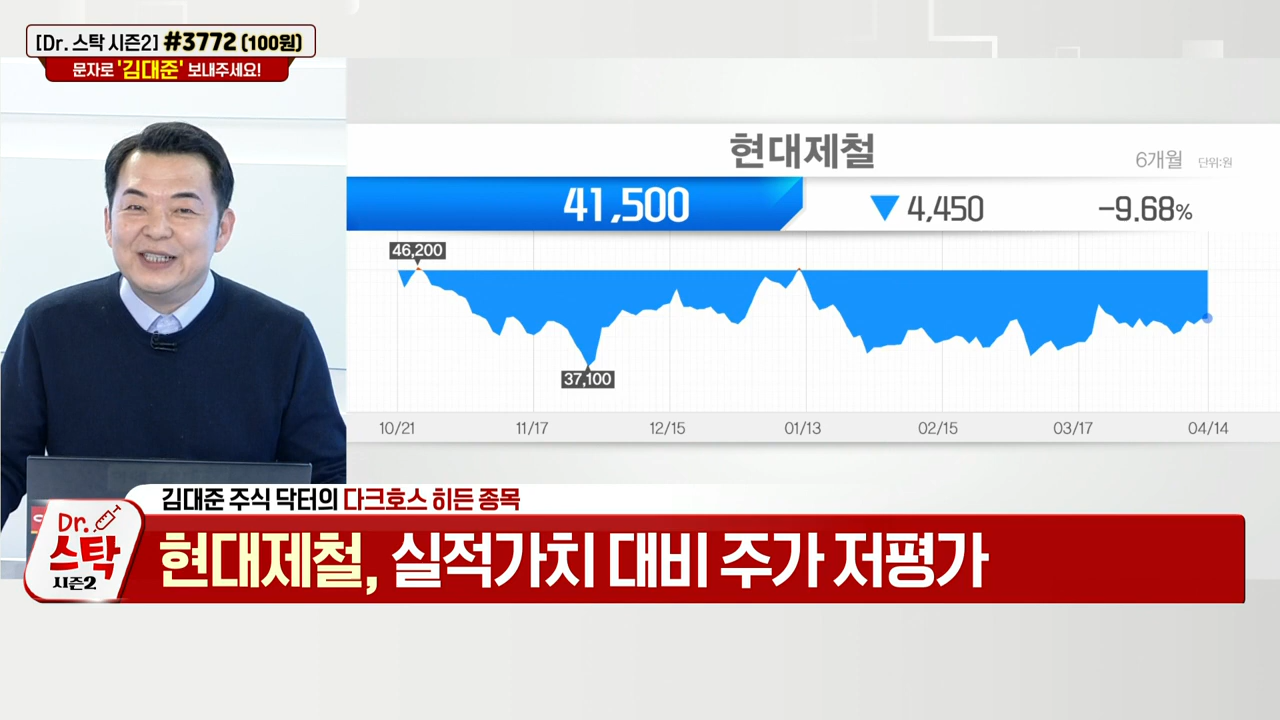 [Dr. 스탁 시즌2] #3772 (100원)
문자로 '김대준' 보내주세요!
현대제철
6개월 단위:원
41,500 ▼ 4,450 -9.68%
46,200
37,100
10/21 11/17 12/15 01/13 02/15 03/17 04/14
김대준 주식 닥터의 다크호스 히든 종목
Dr.
스탁
시즌2
현대제철, 실적가치 대비 주가 저평가